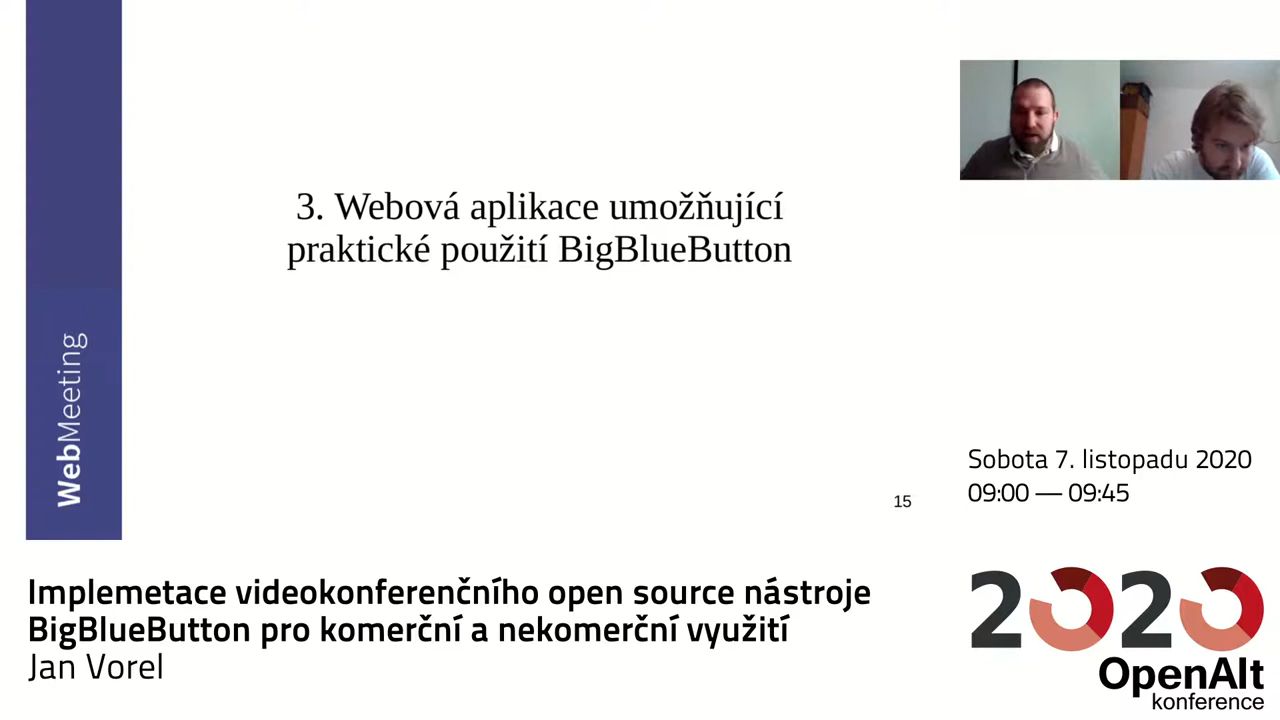 3. Webová aplikace umožňující
praktické použití BigBlueButton
WebMeeting
15
Sobota 7. listopadu 2020
09:00 — 09:45
Implemetace videokonferenčního open source nástroje
BigBlueButton pro komerční a nekomerční využití
Jan Vorel
2020
OpenAlt
konference